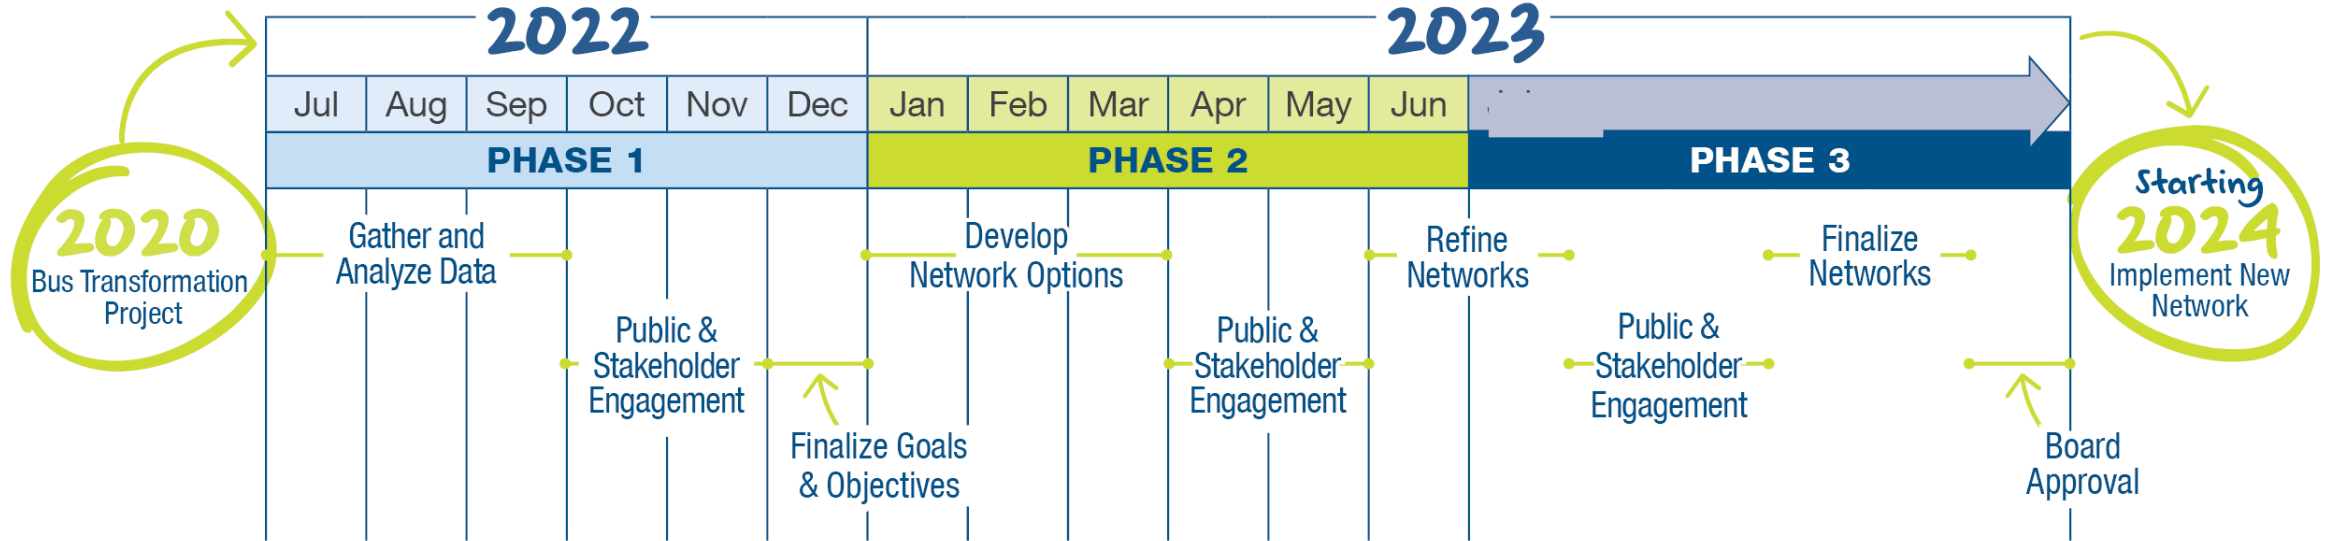 2022
2023
Jul Aug Sep Oct Nov Dec Jan Feb Mar Apr May Jun
PHASE 1
PHASE 2
PHASE 3
2020
Bus Transformation
Project
Gather and
Analyze Data
Public &
Stakeholder
Engagement
Finalize Goals
& Objectives
Develop
Network Options
Public &
Stakeholder
Engagement
Refine
Networks
Public &
Stakeholder
Engagement
Finalize
Networks
Board
Approval
Starting
2024
Implement New
Network